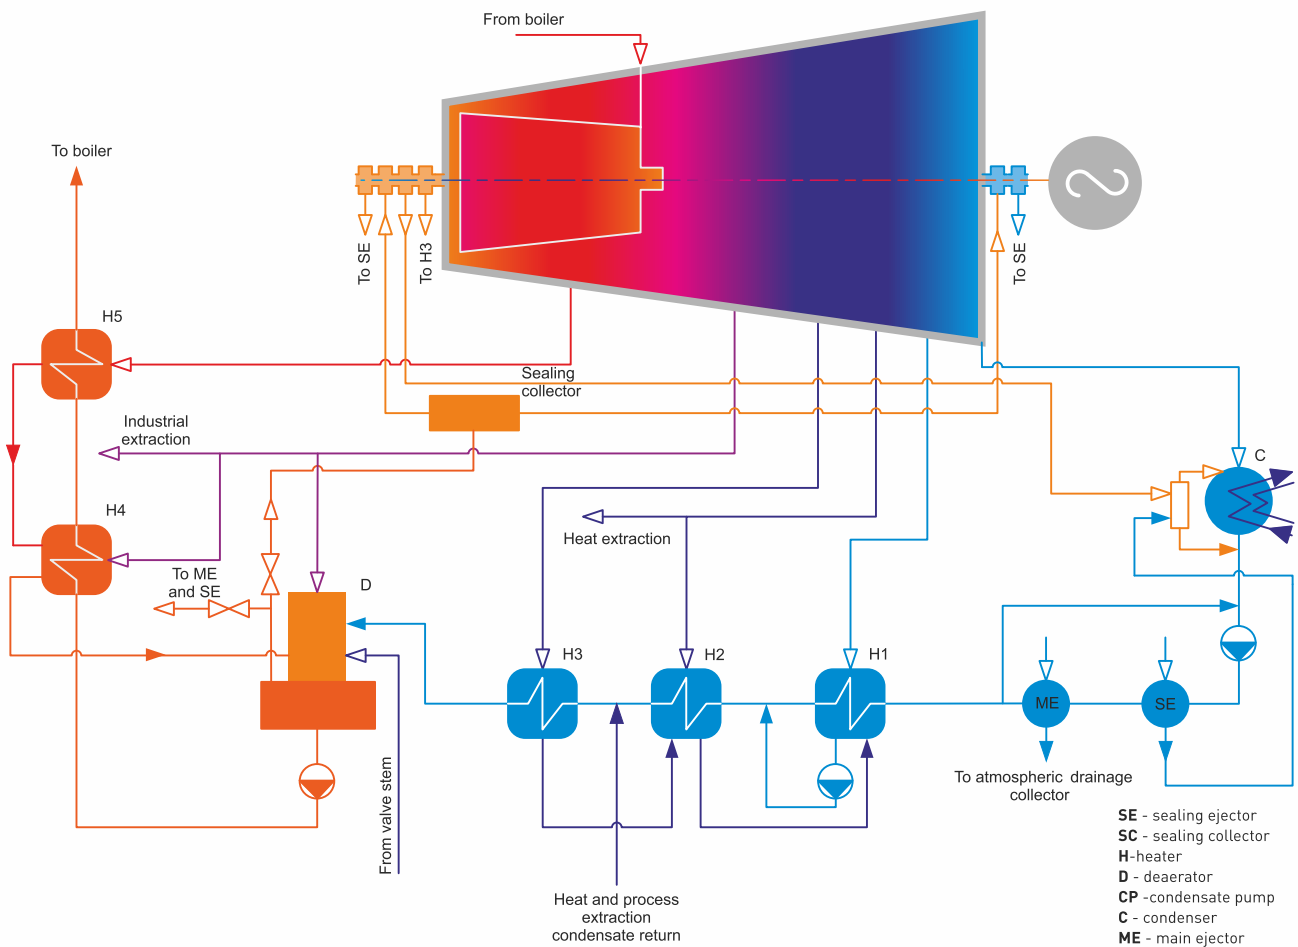 From boiler
To boiler
To SE
To H3
To SE
H5
Sealing
collector
Industrial
extraction
C
H4
Heat extraction
To ME
and SE
D
H3
H2
H1
ME
SE
From valve stem
To atmospheric drainage
collector
Heat and process
extraction
condensate return
SE - sealing ejector
SC - sealing collector
H-heater
D - deaerator
CP -condensate pump
C - condenser
ME - main ejector